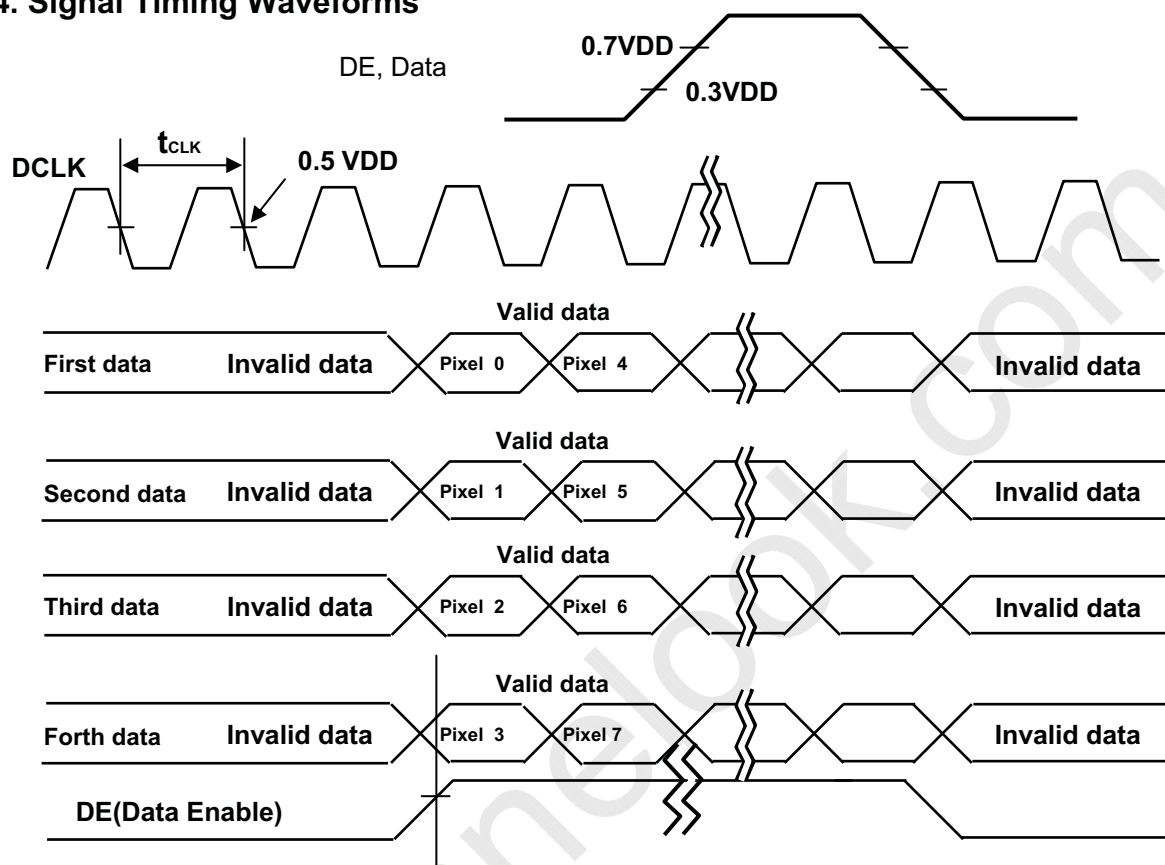 4. Signal Timing Waveforms
DE, Data
0.7VDD
0.3VDD
DCLK
tCLK
0.5 VDD
Valid data
First data
Invalid data
Pixel 0
Pixel 4
Invalid data
Valid data
Second data
Invalid data
Pixel 1
Pixel 5
Invalid data
Valid data
Third data
Invalid data
Pixel 2
Pixel 6
Invalid data
Valid data
Forth data
Invalid data
Pixel 3
Pixel 7
Invalid data
DE(Data Enable)
nelook.com